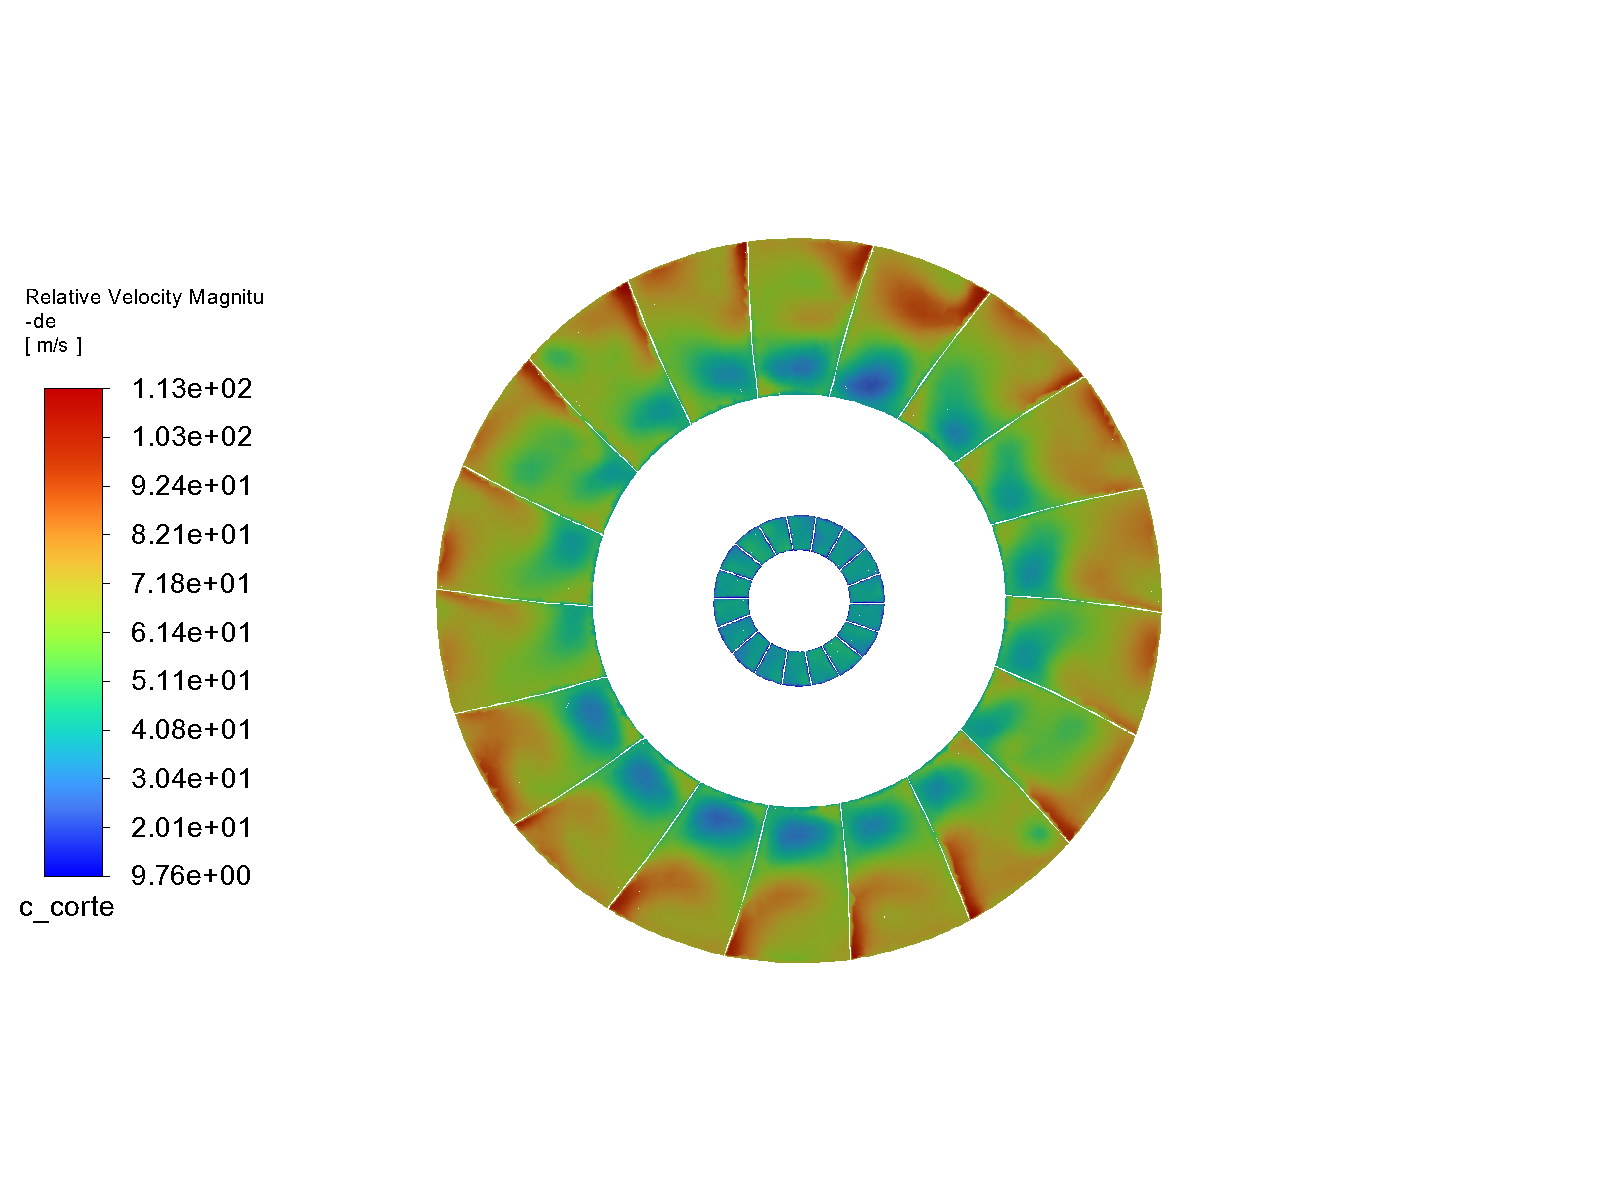 Relative Velocity Magnitu
-de
[ m/s ]
1.13e+02
1.03e+02
9.24e+01
8.21e+01
7.18e+01
6.14e+01
5.11e+01
4.08e+01
3.04e+01
2.01e+01
9.76e+00
c_corte